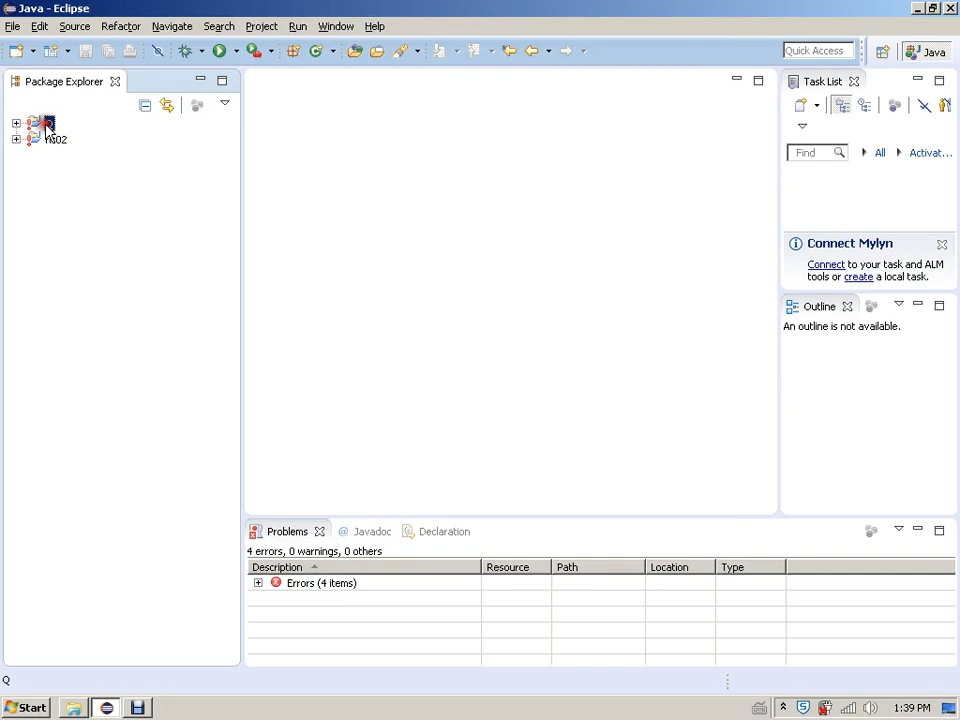 Java - Eclipse
File Edit Source Refactor Navigate Search Project Run Window Help
Quick Access Java
Package Explorer
Task List
Find All Activat...
Connect Mylyn
Connect to your task and ALM
tools or create a local task.
Outline
An outline is not available.
Problems @ Javadoc Declaration
4 errors, 0 warnings, 0 others
Description Resource Path Location Type
Errors (4 items)
Q
Start 1:39 PM